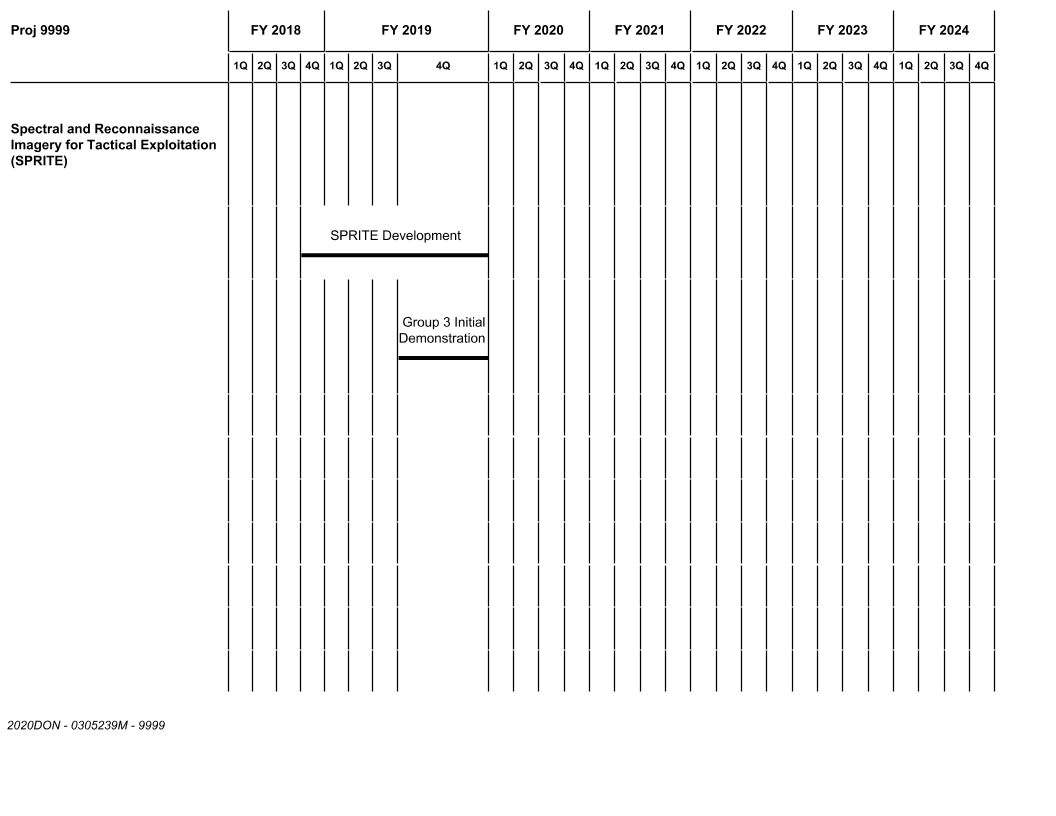 Proj 9999 FY 2018 FY 2019 FY 2020 FY 2021 FY 2022 FY 2023 FY 2024
1Q 2Q 3Q 4Q 1Q 2Q 3Q 4Q 1Q 2Q 3Q 4Q 1Q 2Q 3Q 4Q 1Q 2Q 3Q 4Q 1Q 2Q 3Q 4Q 1Q 2Q 3Q 4Q
Spectral and Reconnaissance
Imagery for Tactical Exploitation
(SPRITE)
SPRITE Development
Group 3 Initial
Demonstration
2020DON - 0305239M - 9999